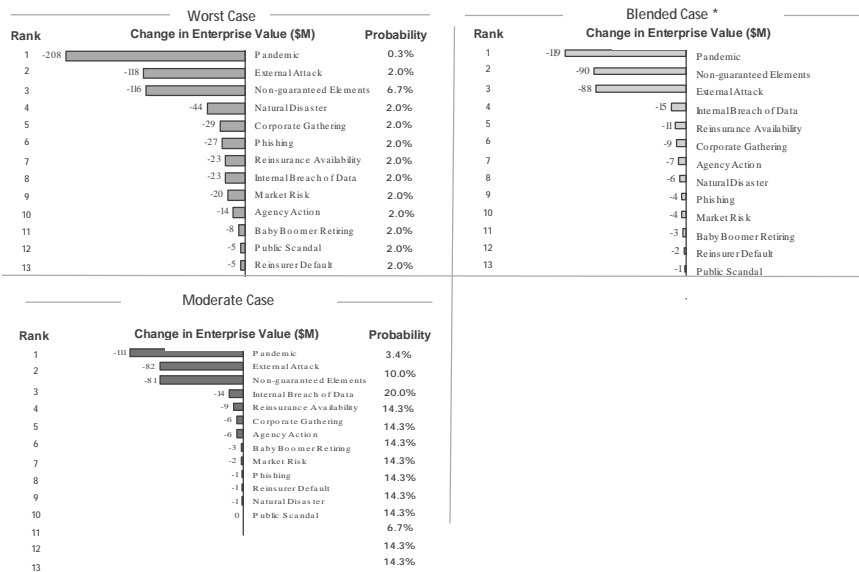 Worst Case
Rank Change in Enterprise Value ($M) Probability
1 -208 Pandemic 0.3%
2 -118 External Attack 2.0%
3 -116 Non-guaranteed Elements 6.7%
4 -44 Natural Disaster 2.0%
5 -29 Corporate Gathering 2.0%
6 -27 Phishing 2.0%
7 -23 Reinsurance Availability 2.0%
8 -23 Internal Breach of Data 2.0%
9 -20 Market Risk 2.0%
10 -14 Agency Action 2.0%
11 -8 Baby Boomer Retiring 2.0%
12 -5 Public Scandal 2.0%
13 -5 Reinsurer Default 2.0%
Blended Case *
Rank Change in Enterprise Value ($M)
1 -119 Pandemic
2 -90 Non-guaranteed Elements
3 -88 External Attack
4 -15 Internal Breach of Data
5 -11 Reinsurance Availability
6 -9 Corporate Gathering
7 -7 Agency Action
8 -6 Natural Disaster
9 -4 Phishing
10 -4 Market Risk
11 -3 Baby Boomer Retiring
12 -2 Reinsurer Default
13 -1 Public Scandal
Moderate Case
Rank Change in Enterprise Value ($M) Probability
1 -111 Pandemic 3.4%
2 -82 External Attack 10.0%
-81 Non-guaranteed Elements
3 -14 Internal Breach of Data 20.0%
4 -9 Reinsurance Availability 14.3%
5 -6 Corporate Gathering 14.3%
-6 Agency Action
6 -3 Baby Boomer Retiring 14.3%
7 -2 Market Risk 14.3%
8 -1 Phishing 14.3%
-1 Reinsurer Default
9 -1 Natural Disaster 14.3%
10 0 Public Scandal 14.3%
11 6.7%
12 14.3%
13 14.3%